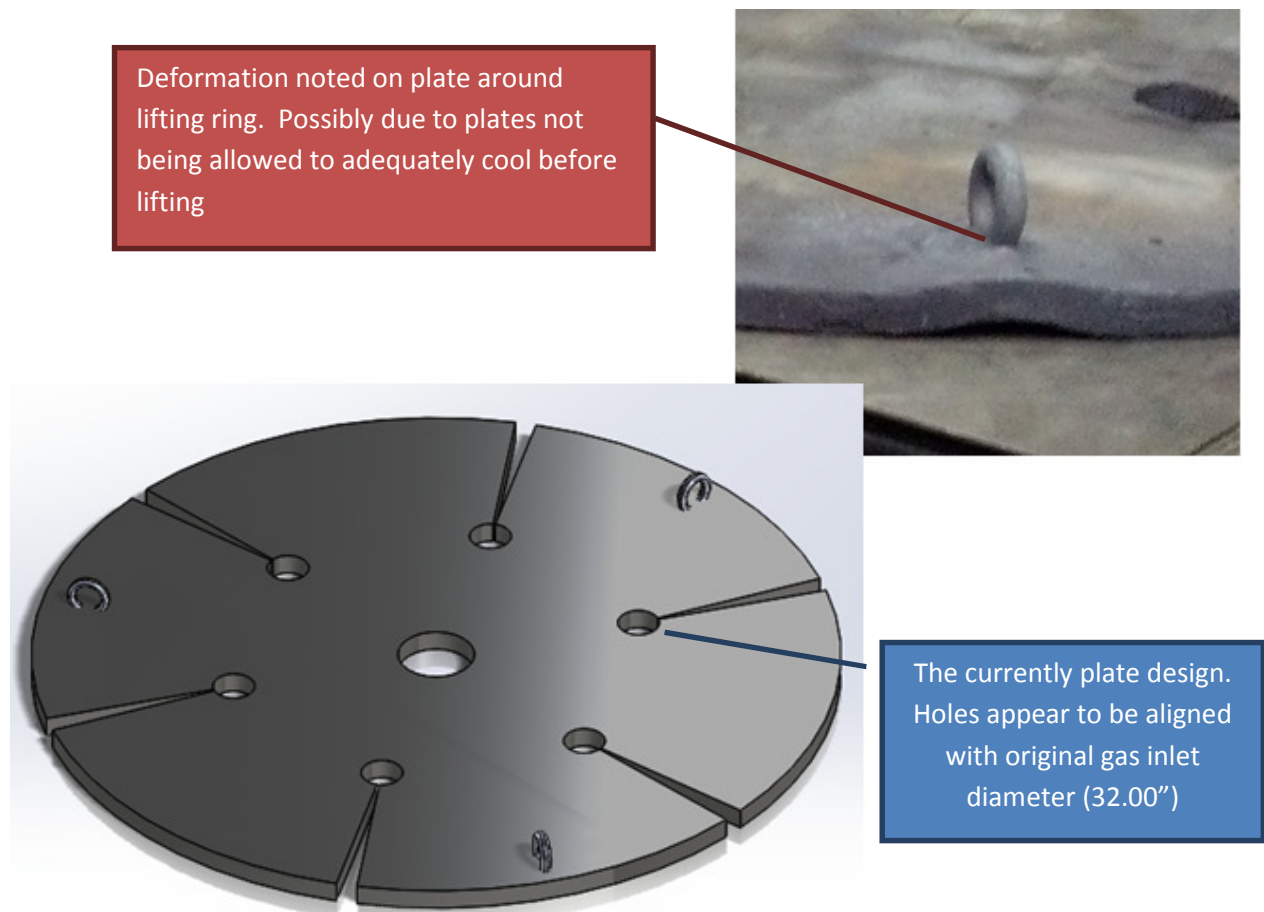 Deformation noted on plate around
lifting ring.  Possibly due to plates not
being allowed to adequately cool before
lifting
The currently plate design.
Holes appear to be aligned
with original gas inlet
diameter (32.00”)